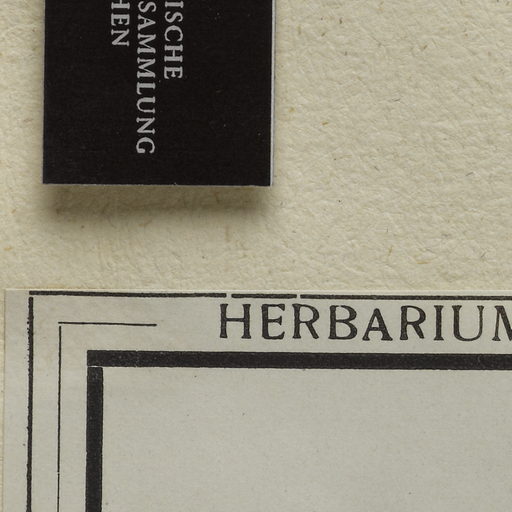 ISCHE
SAMMLUNG
HEN
HERBARIUM